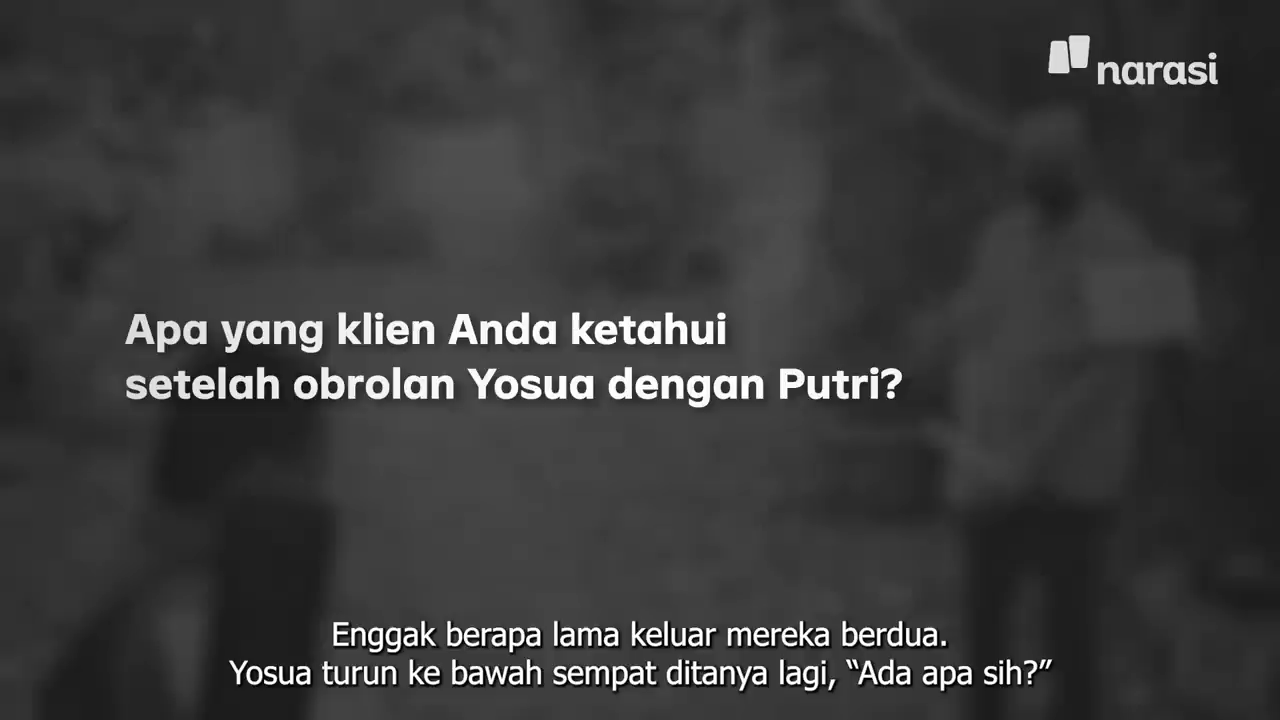 narasi
Apa yang klien Anda ketahui
setelah obrolan Yosua dengan Putri?
Enggak berapa lama keluar mereka berdua.
Yosua turun ke bawah sempat ditanya lagi, “Ada apa sih?”